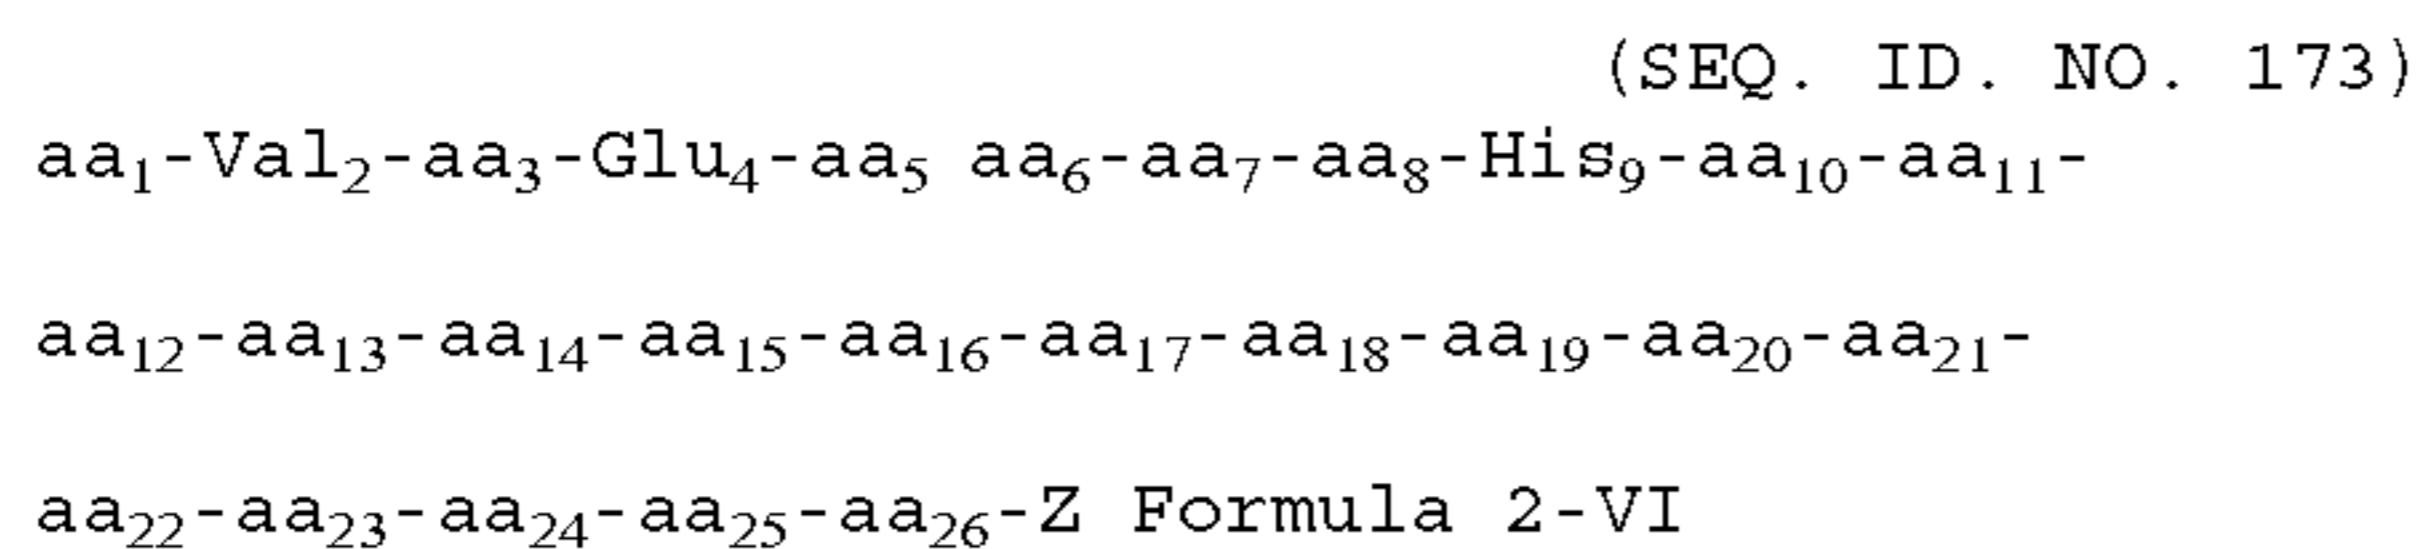 (SEQ. ID. NO. 173)
aa₁-Val₂-aa₃-Glu₄-aa₅ aa₆-aa₇-aa₈-His₉-aa₁₀-aa₁₁-
aa₁₂-aa₁₃-aa₁₄-aa₁₅-aa₁₆-aa₁₇-aa₁₈-aa₁₉-aa₂₀-aa₂₁-
aa₂₂-aa₂₃-aa₂₄-aa₂₅-aa₂₆-Z Formula 2-VI